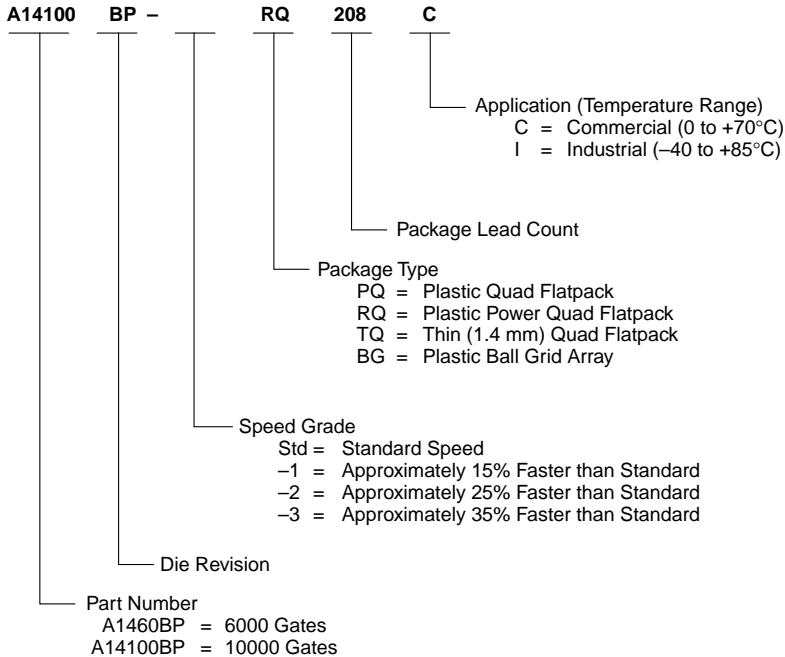 A14100 BP – RQ 208 C
Application (Temperature Range)
C = Commercial (0 to +70°C)
I = Industrial (–40 to +85°C)
Package Lead Count
Package Type
PQ = Plastic Quad Flatpack
RQ = Plastic Power Quad Flatpack
TQ = Thin (1.4 mm) Quad Flatpack
BG = Plastic Ball Grid Array
Speed Grade
Std = Standard Speed
–1 = Approximately 15% Faster than Standard
–2 = Approximately 25% Faster than Standard
–3 = Approximately 35% Faster than Standard
Die Revision
Part Number
A1460BP = 6000 Gates
A14100BP = 10000 Gates